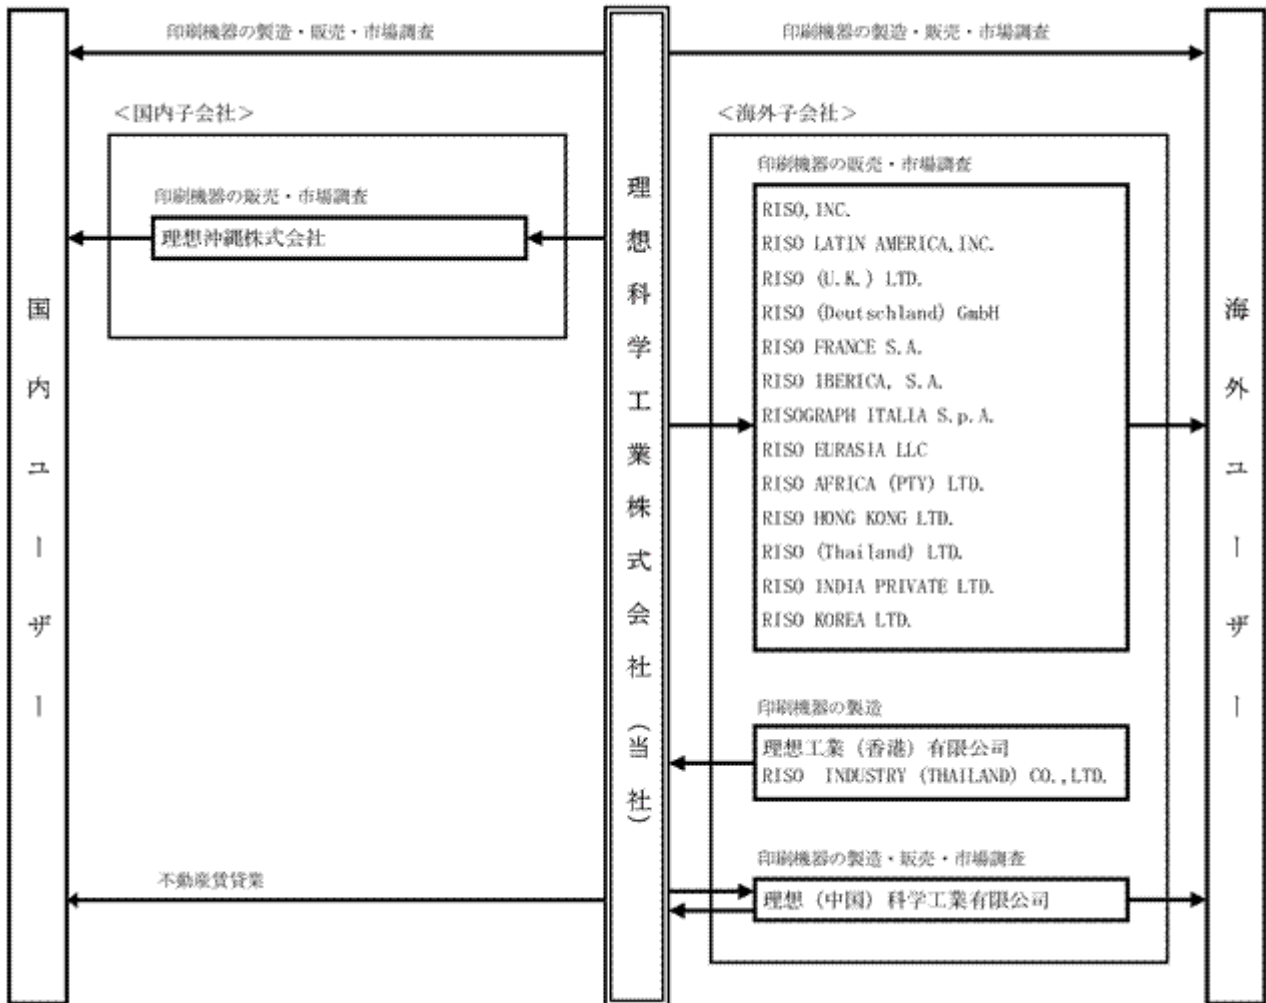 印刷機器の製造・販売・市場調査
印刷機器の製造・販売・市場調査
国内ユーザー
<国内子会社>
印刷機器の販売・市場調査
理想沖縄株式会社
不動産賃貸業
理想科学工業株式会社(当社)
<海外子会社>
印刷機器の販売・市場調査
RISO,INC.
RISO LATIN AMERICA,INC.
RISO (U.K.) LTD.
RISO (Deutschland) GmbH
RISO FRANCE S.A.
RISO IBERICA, S.A.
RISOGRAPH ITALIA S.p.A.
RISO EURASIA LLC
RISO AFRICA (PTY) LTD.
RISO HONG KONG LTD.
RISO (Thailand) LTD.
RISO INDIA PRIVATE LTD.
RISO KOREA LTD.
印刷機器の製造
理想工業(香港)有限公司
RISO INDUSTRY (THAILAND) CO.,LTD.
印刷機器の製造・販売・市場調査
理想(中国)科学工業有限公司
海外ユーザー